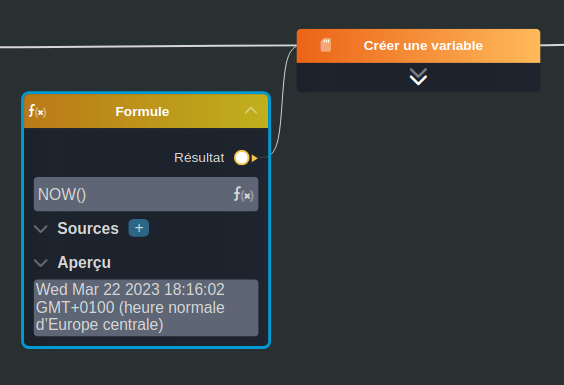 Créer une variable
f(x)
Formule
Résultat
NOW()
f(x)
Sources +
Aperçu
Wed Mar 22 2023 18:16:02
GMT+0100 (heure normale
d’Europe centrale)